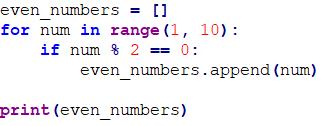 even_numbers = []
for num in range(1, 10):
    if num % 2 == 0:
        even_numbers.append(num)

print(even_numbers)